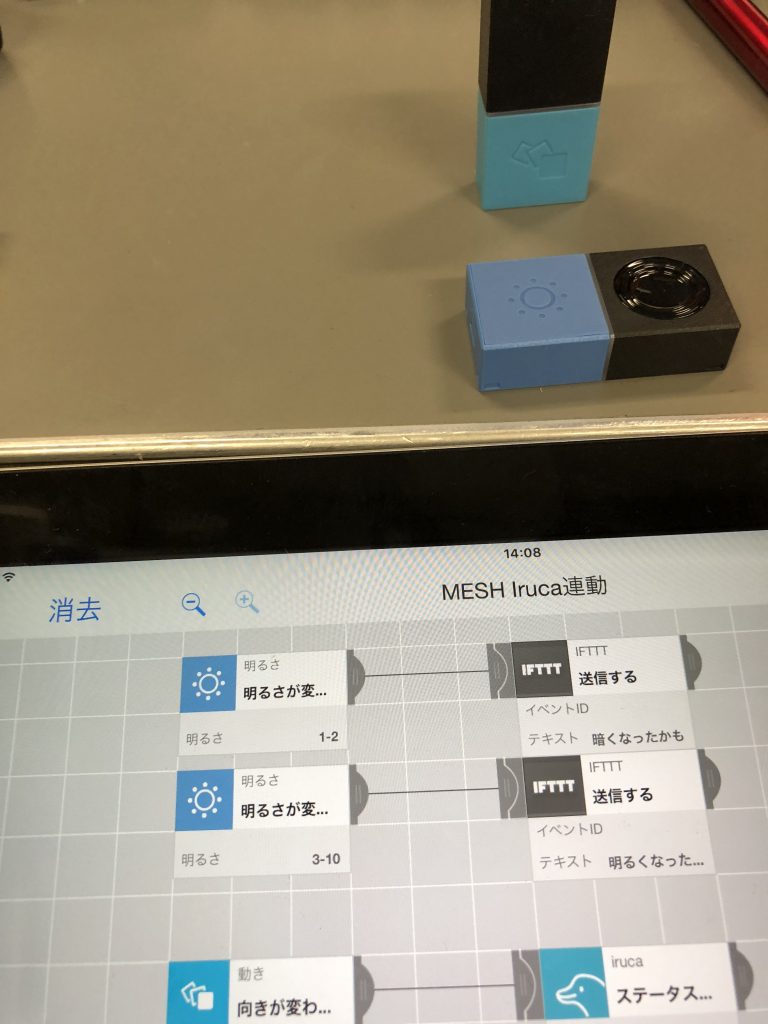 14:08
消去
MESH Iruca連動
明るさ
明るさが変...
明るさ 1-2
IFTTT
IFTTT
送信する
イベントID
テキスト 暗くなったかも
明るさ
明るさが変...
明るさ 3-10
IFTTT
IFTTT
送信する
イベントID
テキスト 明るくなった...
動き
向きが変わ...
iruca
ステータス...